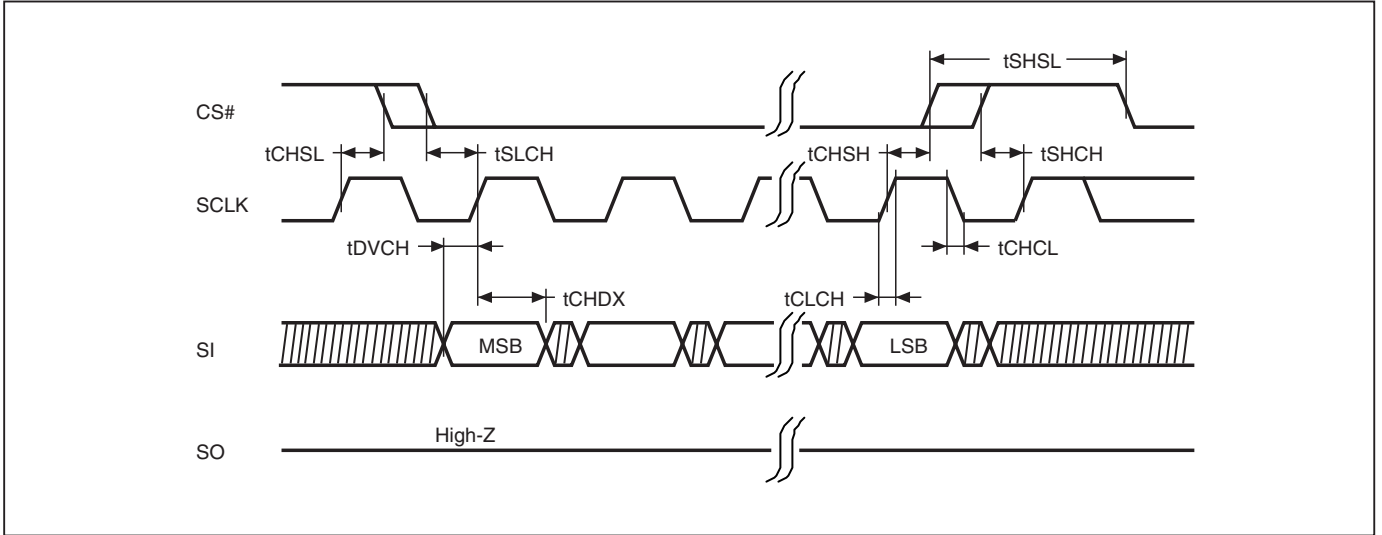 tSHSL
CS#
tCHSL
tSLCH
tCHSH
tSHCH
SCLK
tDVCH
tCHCL
tCHDX
tCLCH
SI
MSB
LSB
High-Z
SO